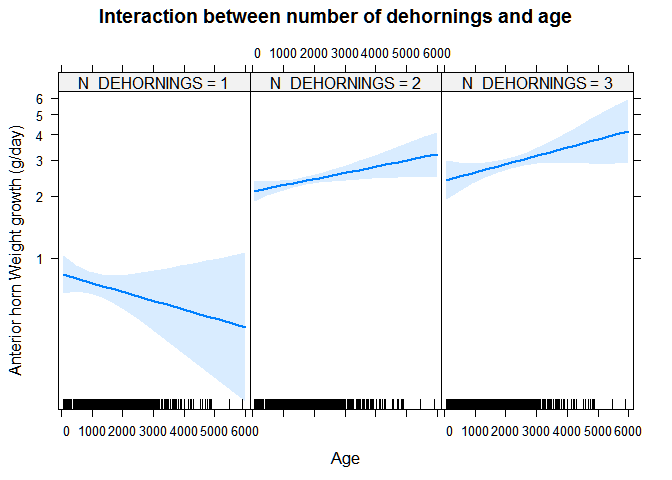 Interaction between number of dehornings and age
0 1000 2000 3000 4000 5000 6000
N_DEHORNINGS = 1 N_DEHORNINGS = 2 N_DEHORNINGS = 3
Anterior horn Weight growth (g/day)
6
5
4
3
2
1
0 1000 2000 3000 4000 5000 6000 0 1000 2000 3000 4000 5000 6000
Age